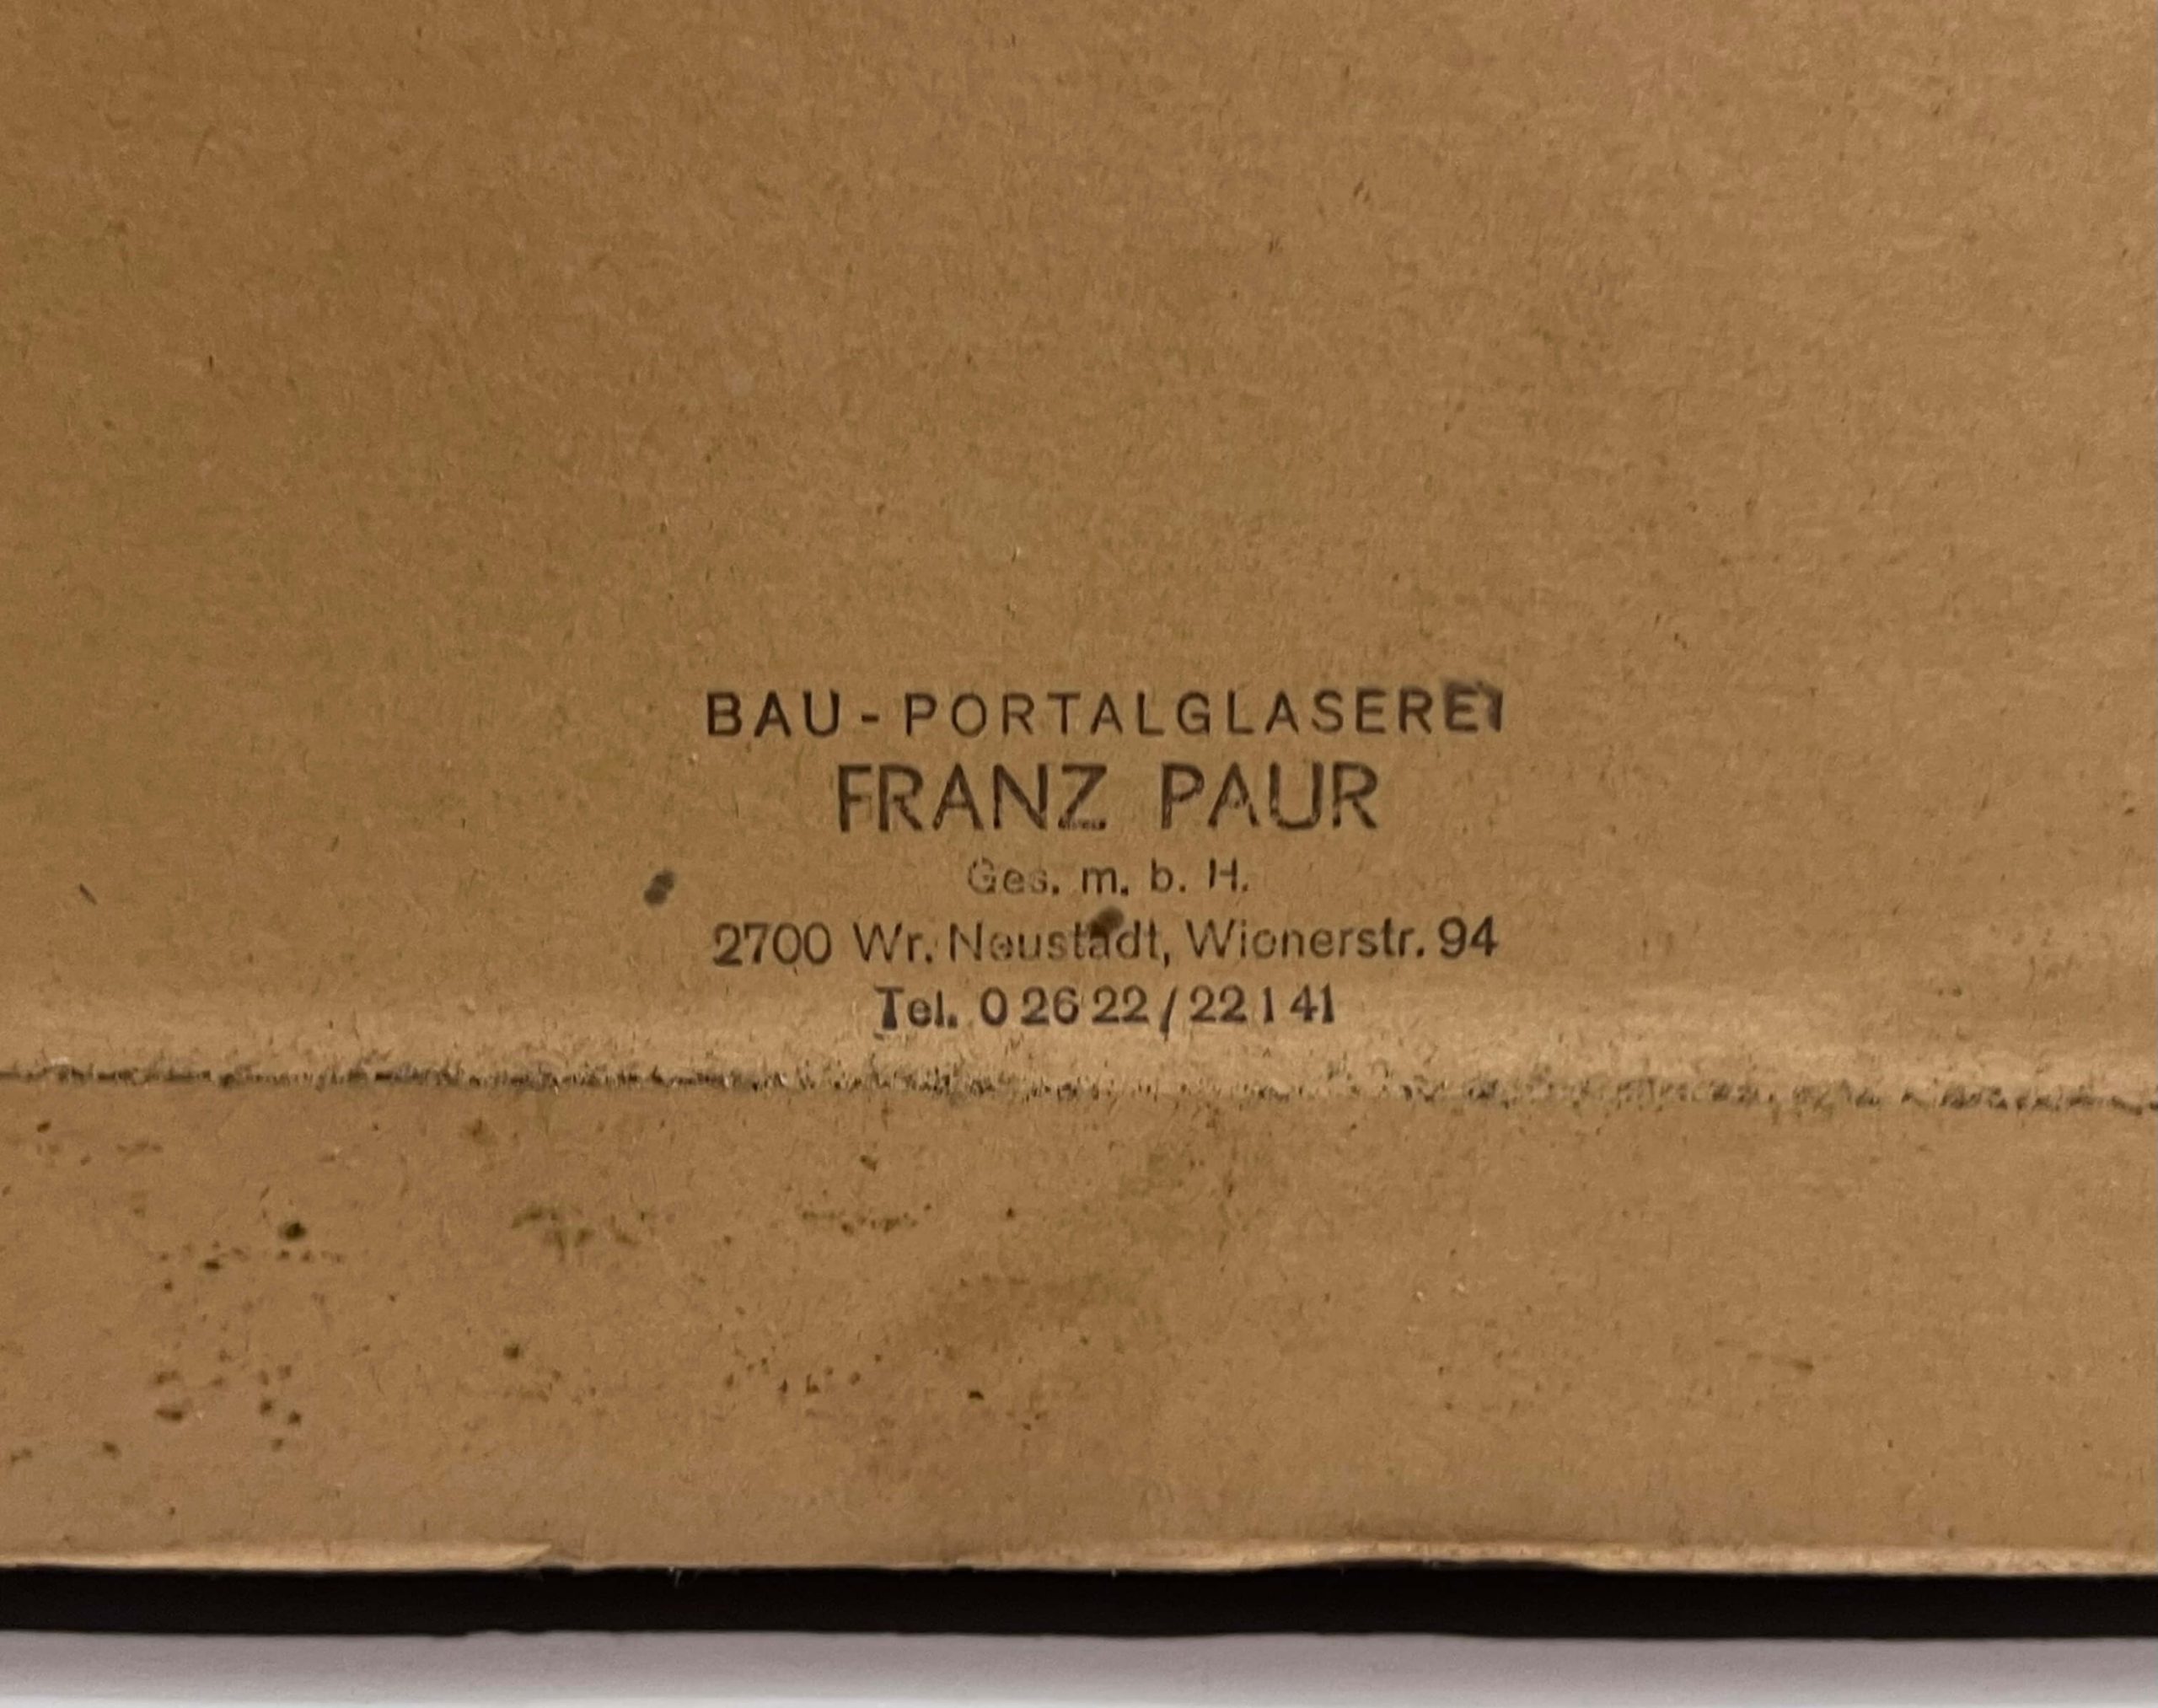 BAU - PORTALGLASEREI
FRANZ PAUR
Ges. m. b. H.
2700 Wr. Neustadt, Wienerstr. 94
Tel. 0 26 22 / 22 1 41